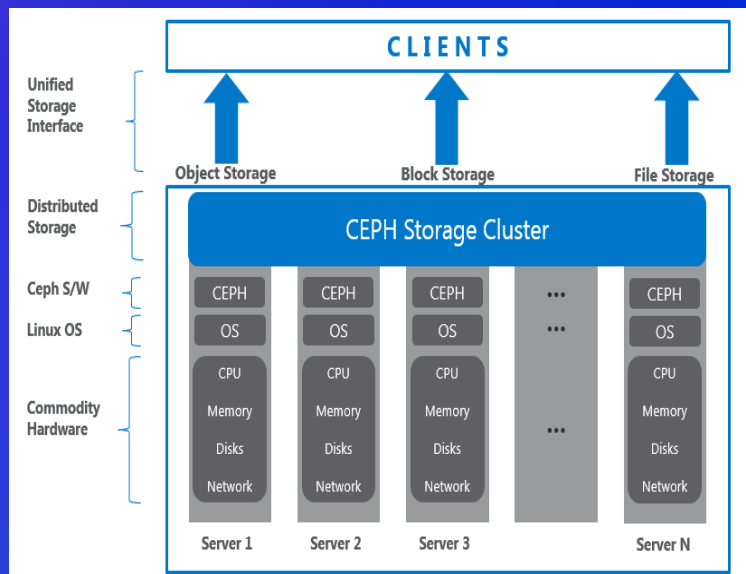 CLIENTS
Unified
Storage
Interface
Object Storage
Block Storage
File Storage
Distributed
Storage
CEPH Storage Cluster
Ceph S/W
CEPH
CEPH
CEPH
...
CEPH
Linux OS
OS
OS
OS
...
OS
Commodity
Hardware
CPU
Memory
Disks
Network
CPU
Memory
Disks
Network
CPU
Memory
Disks
Network
...
CPU
Memory
Disks
Network
Server 1
Server 2
Server 3
Server N